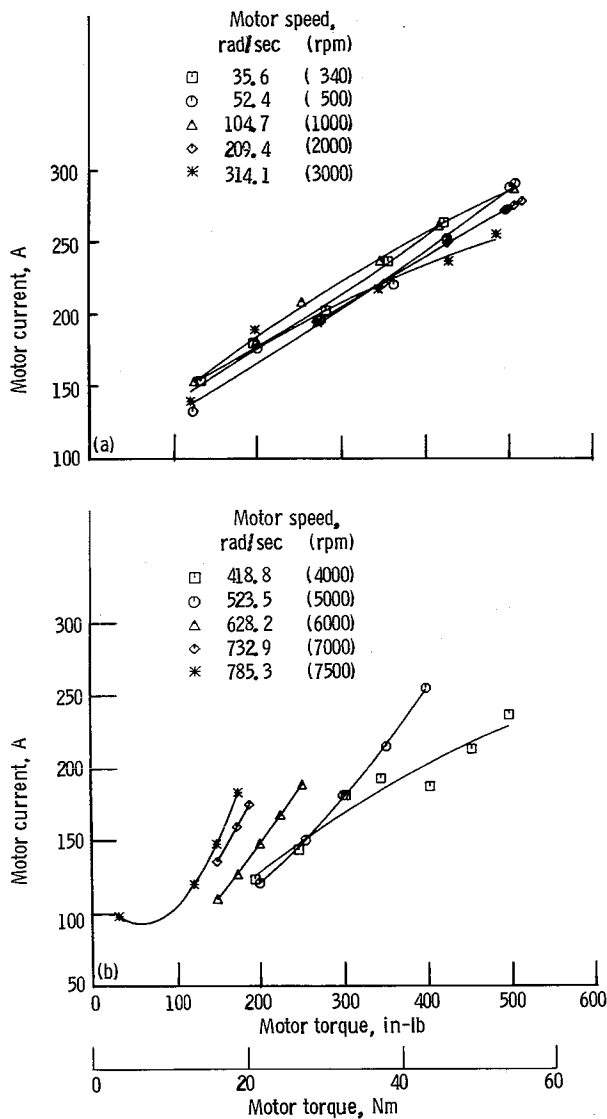 Motor speed,
rad/sec (rpm)
35.6 ( 340)
52.4 ( 500)
104.7 (1000)
209.4 (2000)
314.1 (3000)
300
250
200
150
100
Motor current, A
(a)
Motor speed,
rad/sec (rpm)
418.8 (4000)
523.5 (5000)
628.2 (6000)
732.9 (7000)
785.3 (7500)
300
250
200
150
100
50
Motor current, A
(b)
0 100 200 300 400 500 600
Motor torque, in-lb
0 20 40 60
Motor torque, Nm